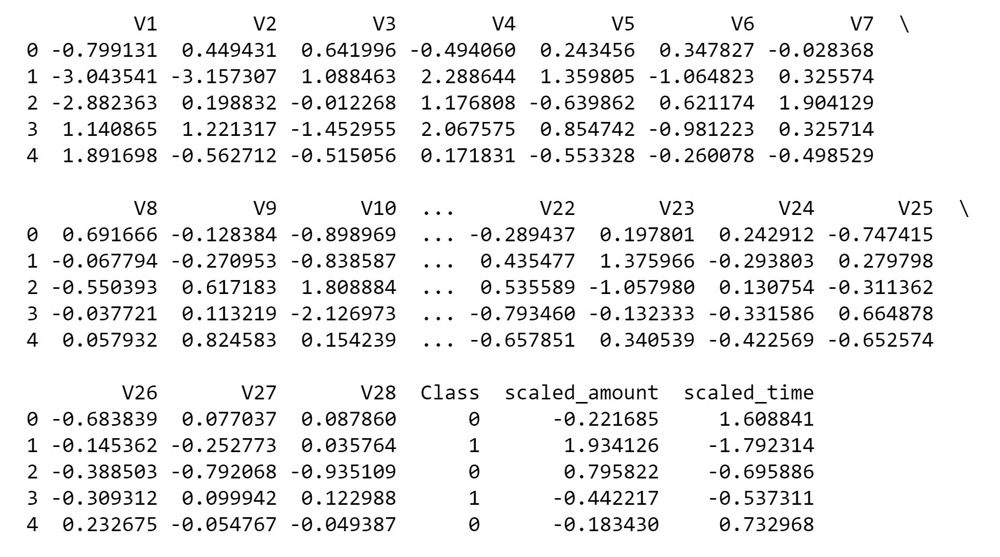 V1        V2        V3        V4        V5        V6        V7  \
0 -0.799131  0.449431  0.641996 -0.494060  0.243456  0.347827 -0.028368
1 -3.043541 -3.157307  1.088463  2.288644  1.359805 -1.064823  0.325574
2 -2.882363  0.198832 -0.012268  1.176808 -0.639862  0.621174  1.904129
3  1.140865  1.221317 -1.452955  2.067575  0.854742 -0.981223  0.325714
4  1.891698 -0.562712 -0.515056  0.171831 -0.553328 -0.260078 -0.498529

         V8        V9       V10  ...       V22       V23       V24       V25  \
0  0.691666 -0.128384 -0.898969  ... -0.289437  0.197801  0.242912 -0.747415
1 -0.067794 -0.270953 -0.838587  ...  0.435477  1.375966 -0.293803  0.279798
2 -0.550393  0.617183  1.808884  ...  0.535589 -1.057980  0.130754 -0.311362
3 -0.037721  0.113219 -2.126973  ... -0.793460 -0.132333 -0.331586  0.664878
4  0.057932  0.824583  0.154239  ... -0.657851  0.340539 -0.422569 -0.652574

        V26       V27       V28  Class  scaled_amount  scaled_time
0 -0.683839  0.077037  0.087860      0      -0.221685     1.608841
1 -0.145362 -0.252773  0.035764      1       1.934126    -1.792314
2 -0.388503 -0.792068 -0.935109      0       0.795822    -0.695886
3 -0.309312  0.099942  0.122988      1      -0.442217    -0.537311
4  0.232675 -0.054767 -0.049387      0      -0.183430     0.732968